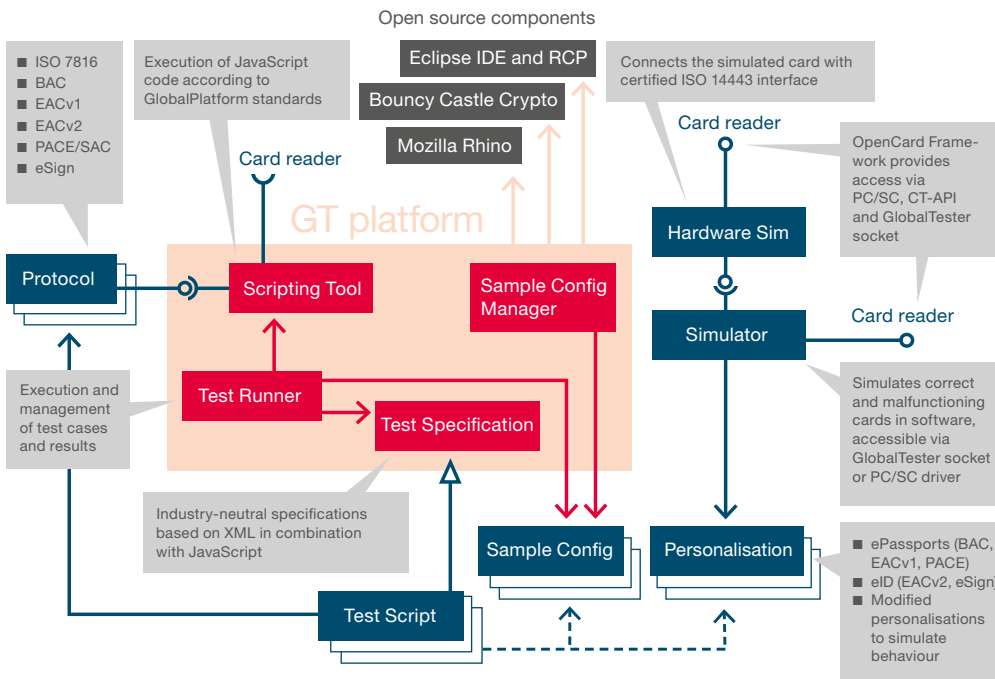 Open source components
Eclipse IDE and RCP
Bouncy Castle Crypto
Mozilla Rhino
■ ISO 7816
■ BAC
■ EACv1
■ EACv2
■ PACE/SAC
■ eSign
Execution of JavaScript
code according to
GlobalPlatform standards
Connects the simulated card with
certified ISO 14443 interface
Card reader
Card reader
OpenCard Frame-
work provides
access via
PC/SC, CT-API
and GlobalTester
socket
GT platform
Hardware Sim
Protocol
Scripting Tool
Sample Config
Manager
Simulator
Card reader
Execution and
management
of test cases
and results
Test Runner
Test Specification
Simulates correct
and malfunctioning
cards in software,
accessible via
GlobalTester socket
or PC/SC driver
Industry-neutral specifications
based on XML in combination
with JavaScript
Sample Config
Personalisation
■ ePassports (BAC,
EACv1, PACE)
■ eID (EACv2, eSign)
■ Modified
personalisations
to simulate
behaviour
Test Script